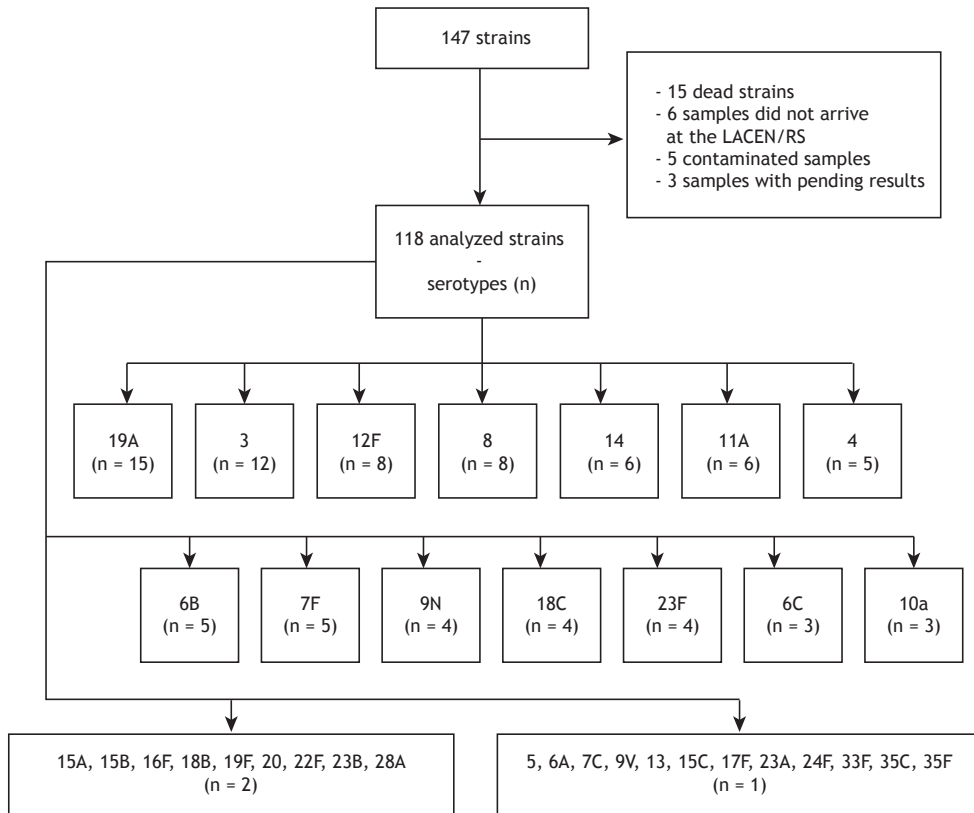 147 strains
- 15 dead strains
- 6 samples did not arrive
at the LACEN/RS
- 5 contaminated samples
- 3 samples with pending results
118 analyzed strains
-
serotypes (n)
19A
(n = 15)
3
(n = 12)
12F
(n = 8)
8
(n = 8)
14
(n = 6)
11A
(n = 6)
4
(n = 5)
6B
(n = 5)
7F
(n = 5)
9N
(n = 4)
18C
(n = 4)
23F
(n = 4)
6C
(n = 3)
10a
(n = 3)
15A, 15B, 16F, 18B, 19F, 20, 22F, 23B, 28A
(n = 2)
5, 6A, 7C, 9V, 13, 15C, 17F, 23A, 24F, 33F, 35C, 35F
(n = 1)